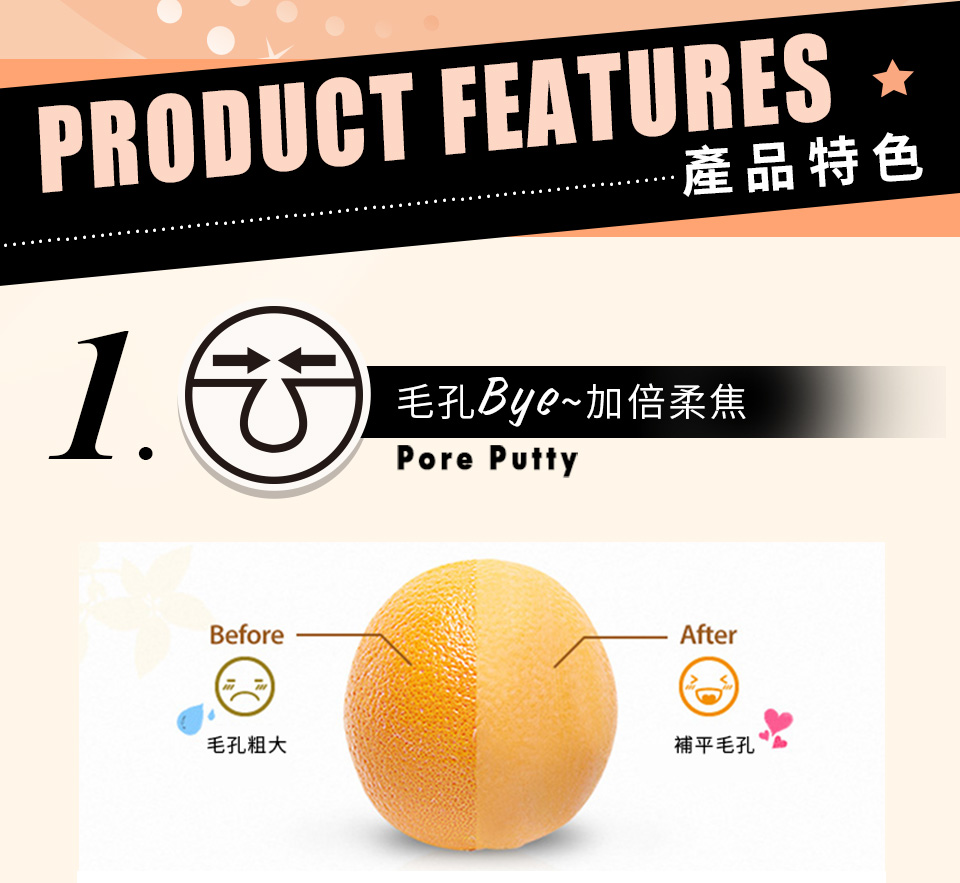 PRODUCT FEATURES
產品特色
1.
毛孔Bye~加倍柔焦
Pore Putty
Before
After
毛孔粗大
補平毛孔